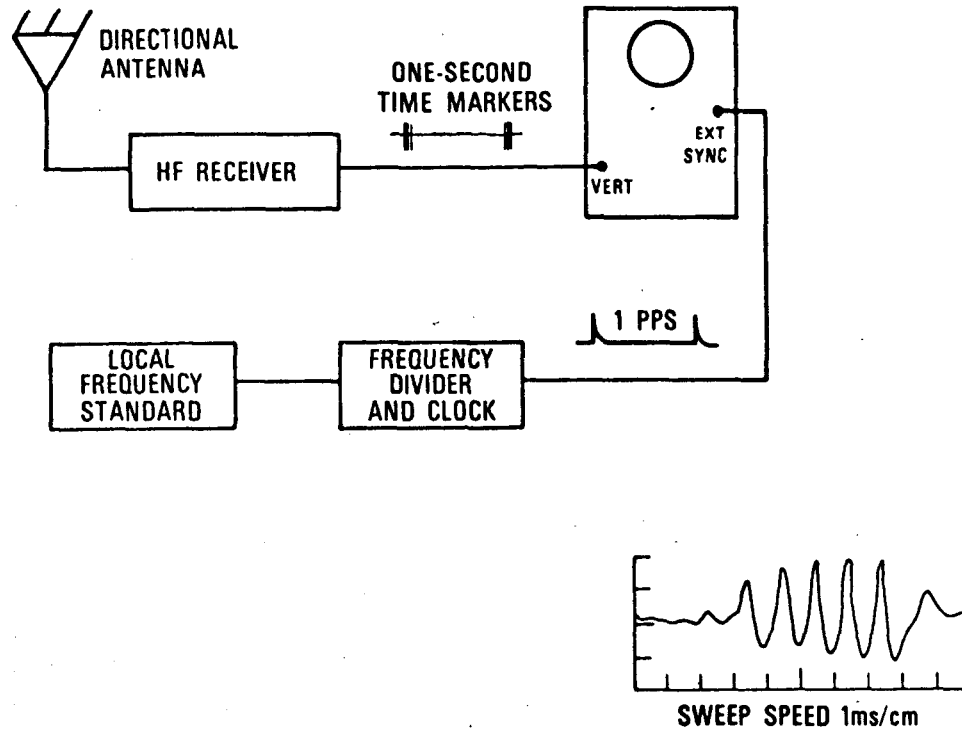 DIRECTIONAL
ANTENNA
ONE-SECOND
TIME MARKERS
HF RECEIVER
EXT
SYNC
VERT
1 PPS
LOCAL
FREQUENCY
STANDARD
FREQUENCY
DIVIDER
AND CLOCK
SWEEP SPEED 1ms/cm